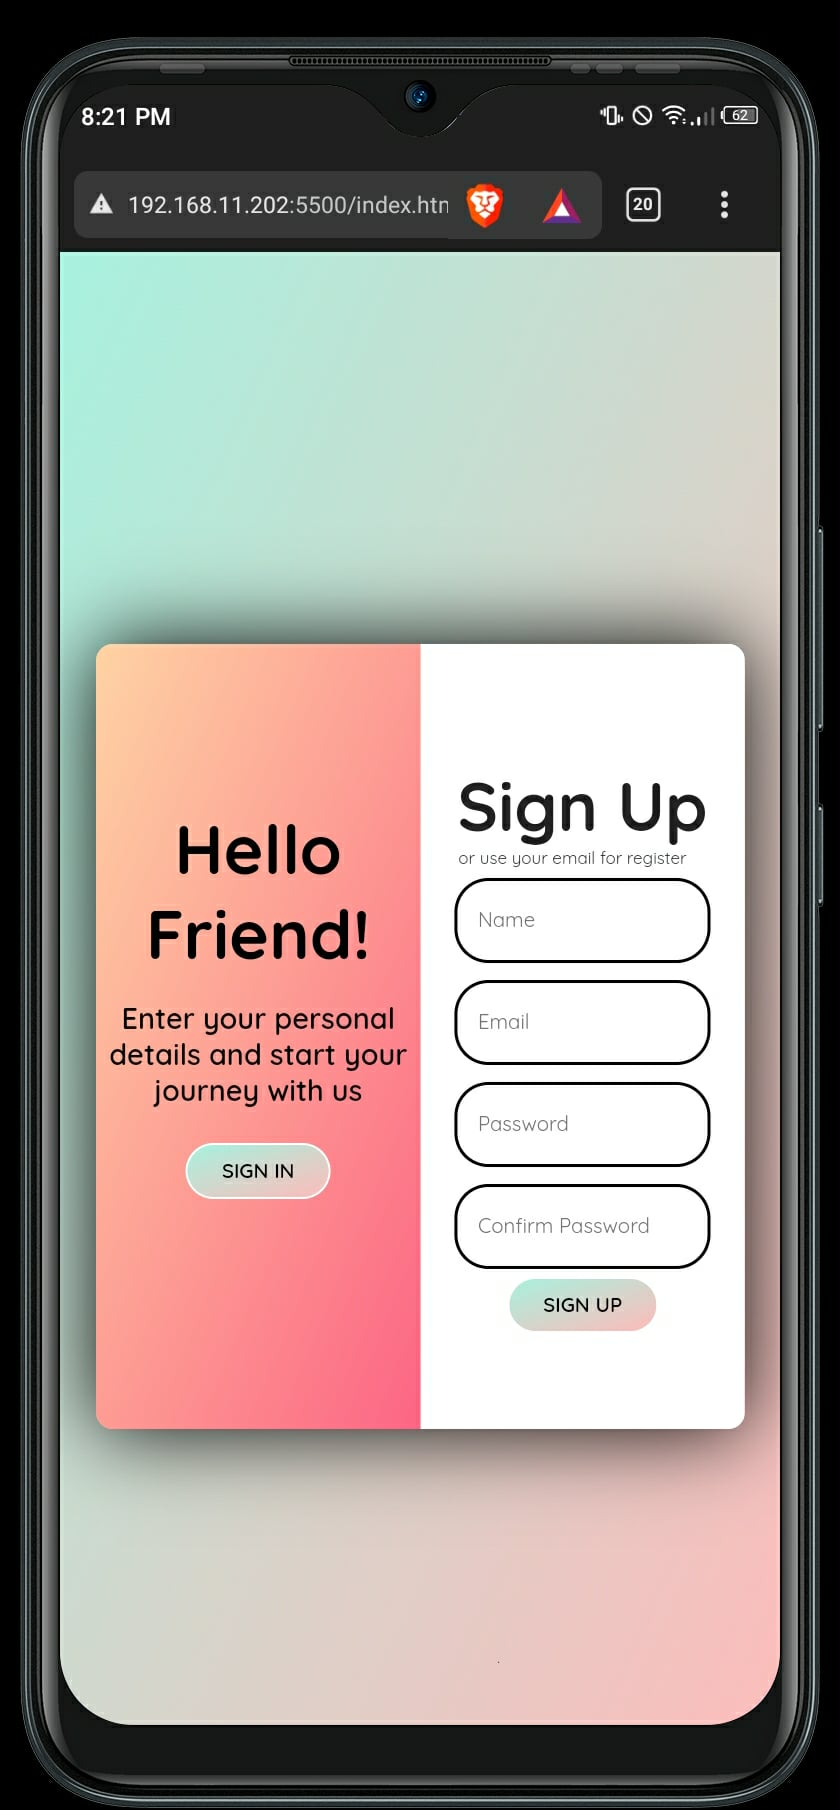 8:21 PM
62
192.168.11.202:5500/index.htm
20
Hello
Friend!
Enter your personal
details and start your
journey with us
SIGN IN
Sign Up
or use your email for register
Name
Email
Password
Confirm Password
SIGN UP